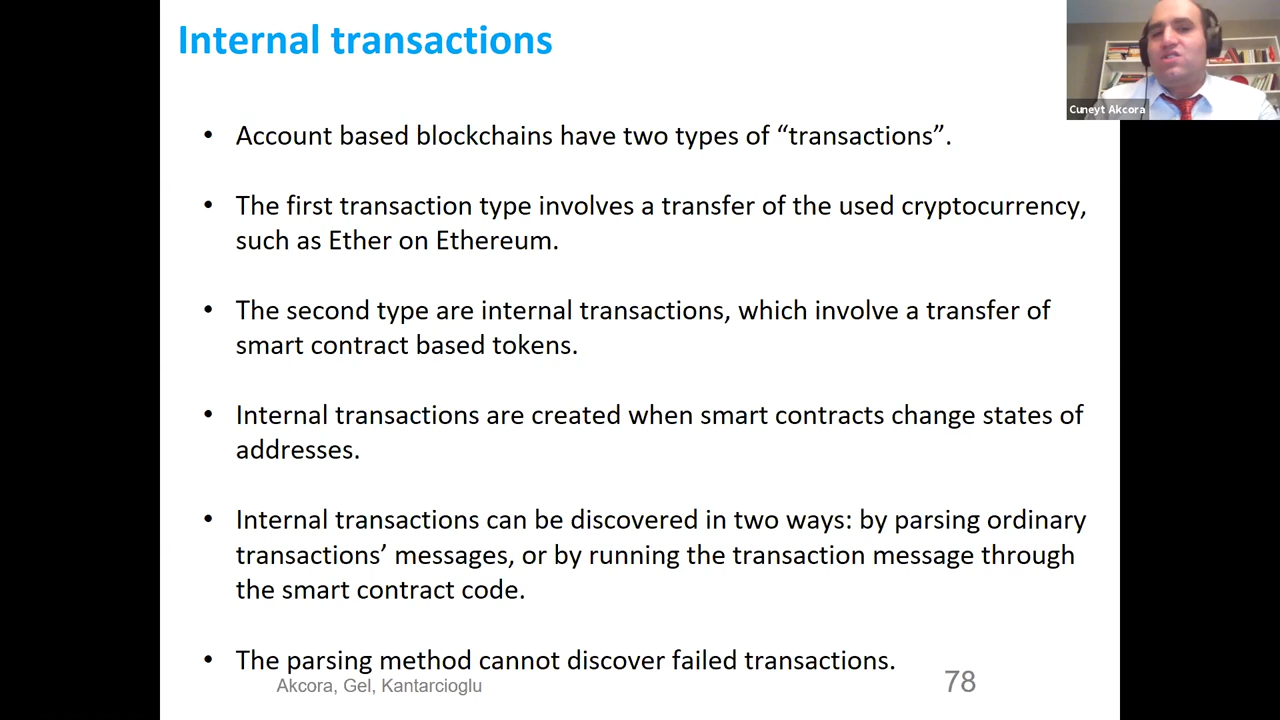 Internal transactions
Cuneyt Akcora
• Account based blockchains have two types of “transactions”.
• The first transaction type involves a transfer of the used cryptocurrency,
such as Ether on Ethereum.
• The second type are internal transactions, which involve a transfer of
smart contract based tokens.
• Internal transactions are created when smart contracts change states of
addresses.
• Internal transactions can be discovered in two ways: by parsing ordinary
transactions’ messages, or by running the transaction message through
the smart contract code.
• The parsing method cannot discover failed transactions.
Akcora, Gel, Kantarcioglu
78